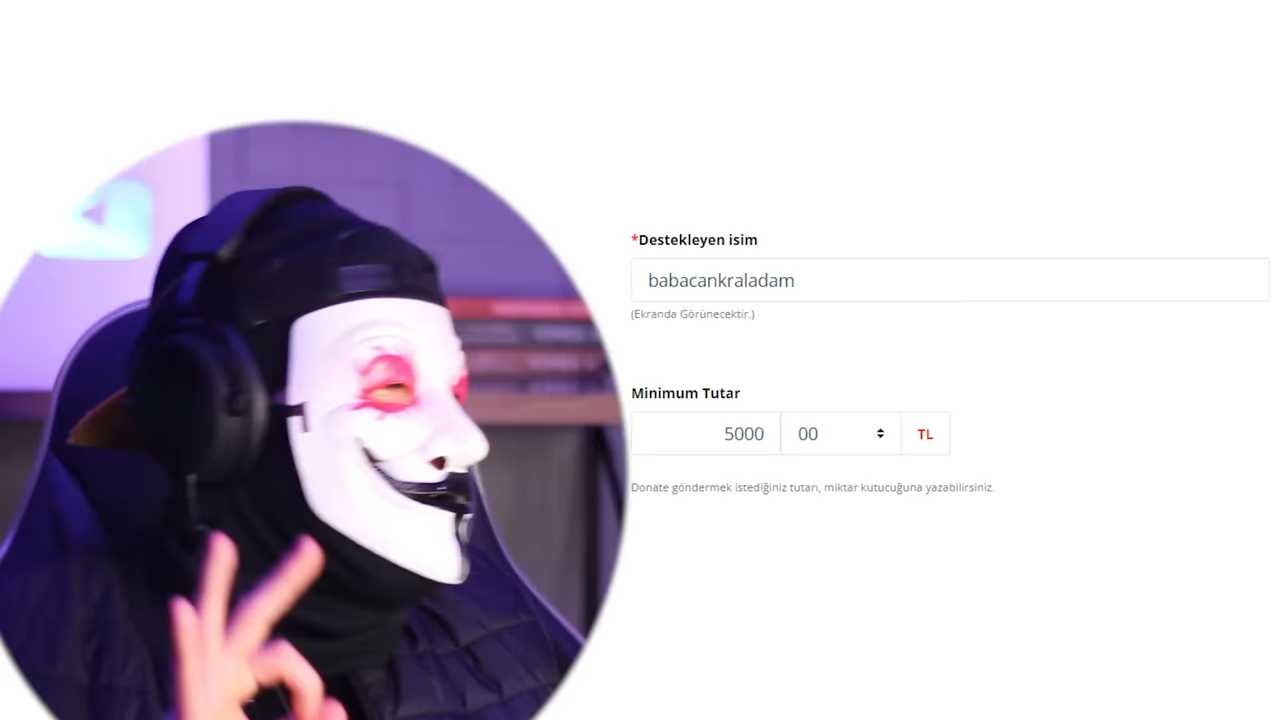 *Destekleyen isim
babacankraladam
(Ekranda Görünecektir.)
Minimum Tutar
5000 00 TL
Donate göndermek istediğiniz tutarı, miktar kutucuğuna yazabilirsiniz.